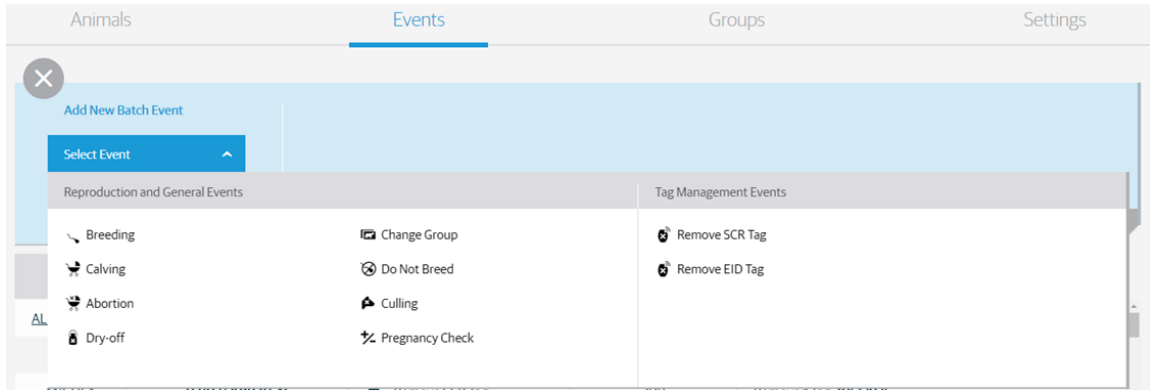 Animals Events Groups Settings
Add New Batch Event
Select Event
Reproduction and General Events Tag Management Events
Breeding Change Group Remove SCR Tag
Calving Do Not Breed Remove EID Tag
Abortion Culling
AL
Dry-off Pregnancy Check